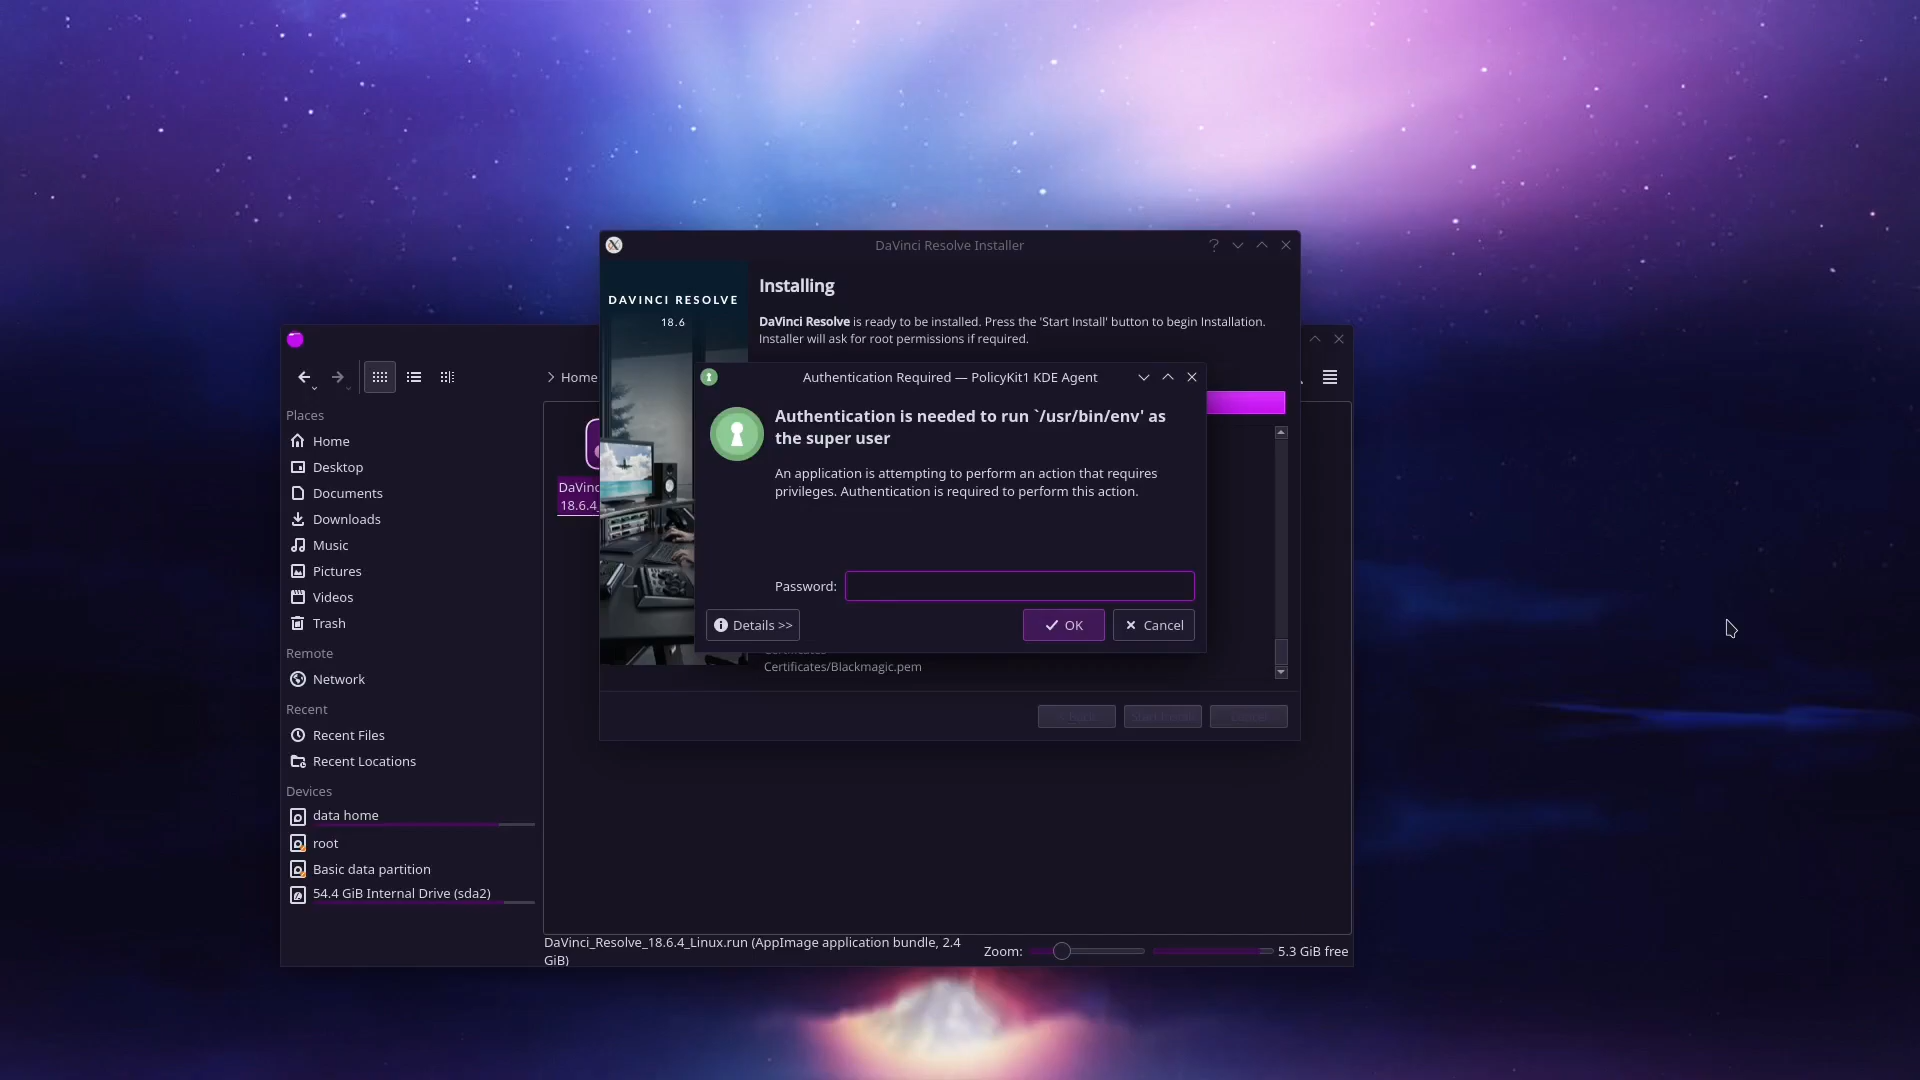 DaVinci Resolve Installer
DAVINCI RESOLVE
18.6
Installing
DaVinci Resolve is ready to be installed. Press the 'Start Install' button to begin Installation.
Installer will ask for root permissions if required.
Authentication Required — PolicyKit1 KDE Agent
Authentication is needed to run `/usr/bin/env' as
the super user
An application is attempting to perform an action that requires
privileges. Authentication is required to perform this action.
Password:
Details >>
OK
Cancel
Certificates/Blackmagic.pem
Home
Places
Home
Desktop
Documents
Downloads
Music
Pictures
Videos
Trash
Remote
Network
Recent
Recent Files
Recent Locations
Devices
data home
root
Basic data partition
54.4 GiB Internal Drive (sda2)
DaVinc
18.6.4_
DaVinci_Resolve_18.6.4_Linux.run (AppImage application bundle, 2.4
GiB)
Zoom:
5.3 GiB free